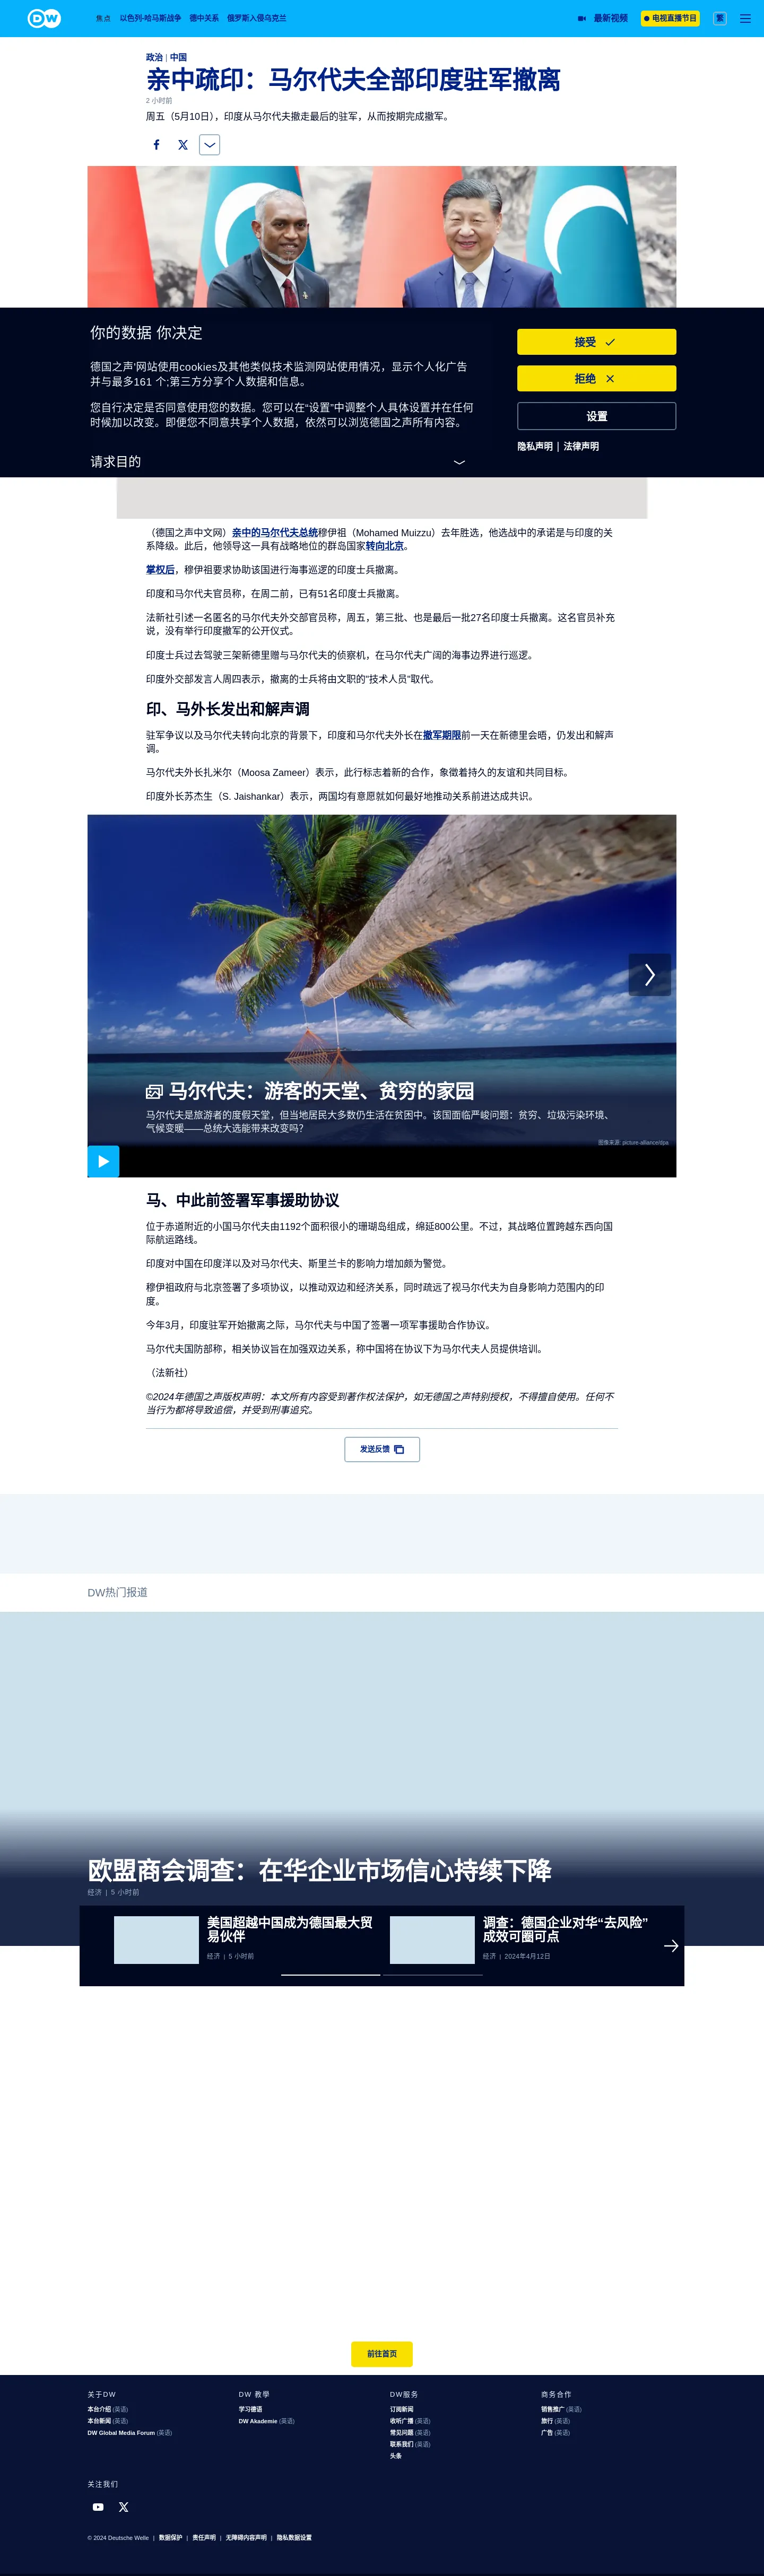 DW
焦点 以色列-哈马斯战争 德中关系 俄罗斯入侵乌克兰 最新视频 电视直播节目 繁
政治 | 中国
亲中疏印：马尔代夫全部印度驻军撤离
2 小时前
周五（5月10日），印度从马尔代夫撤走最后的驻军，从而按期完成撤军。
你的数据 你决定
德国之声'网站使用cookies及其他类似技术监测网站使用情况，显示个人化广告
并与最多161 个;第三方分享个人数据和信息。
您自行决定是否同意使用您的数据。您可以在“设置”中调整个人具体设置并在任何
时候加以改变。即便您不同意共享个人数据，依然可以浏览德国之声所有内容。
请求目的
接受
拒绝
设置
隐私声明 | 法律声明
（德国之声中文网）亲中的马尔代夫总统穆伊祖（Mohamed Muizzu）去年胜选，他选战中的承诺是与印度的关
系降级。此后，他领导这一具有战略地位的群岛国家转向北京。
掌权后，穆伊祖要求协助该国进行海事巡逻的印度士兵撤离。
印度和马尔代夫官员称，在周二前，已有51名印度士兵撤离。
法新社引述一名匿名的马尔代夫外交部官员称，周五，第三批、也是最后一批27名印度士兵撤离。这名官员补充
说，没有举行印度撤军的公开仪式。
印度士兵过去驾驶三架新德里赠与马尔代夫的侦察机，在马尔代夫广阔的海事边界进行巡逻。
印度外交部发言人周四表示，撤离的士兵将由文职的"技术人员"取代。
印、马外长发出和解声调
驻军争议以及马尔代夫转向北京的背景下，印度和马尔代夫外长在撤军期限前一天在新德里会晤，仍发出和解声
调。
马尔代夫外长扎米尔（Moosa Zameer）表示，此行标志着新的合作，象徵着持久的友谊和共同目标。
印度外长苏杰生（S. Jaishankar）表示，两国均有意愿就如何最好地推动关系前进达成共识。
马尔代夫：游客的天堂、贫穷的家园
马尔代夫是旅游者的度假天堂，但当地居民大多数仍生活在贫困中。该国面临严峻问题：贫穷、垃圾污染环境、
气候变暖——总统大选能带来改变吗？
图像来源: picture-alliance/dpa
马、中此前签署军事援助协议
位于赤道附近的小国马尔代夫由1192个面积很小的珊瑚岛组成，绵延800公里。不过，其战略位置跨越东西向国
际航运路线。
印度对中国在印度洋以及对马尔代夫、斯里兰卡的影响力增加颇为警觉。
穆伊祖政府与北京签署了多项协议，以推动双边和经济关系，同时疏远了视马尔代夫为自身影响力范围内的印
度。
今年3月，印度驻军开始撤离之际，马尔代夫与中国了签署一项军事援助合作协议。
马尔代夫国防部称，相关协议旨在加强双边关系，称中国将在协议下为马尔代夫人员提供培训。
（法新社）
©2024年德国之声版权声明：本文所有内容受到著作权法保护，如无德国之声特别授权，不得擅自使用。任何不
当行为都将导致追偿，并受到刑事追究。
发送反馈
DW热门报道
欧盟商会调查：在华企业市场信心持续下降
经济 | 5 小时前
美国超越中国成为德国最大贸
易伙伴
经济 | 5 小时前
调查：德国企业对华“去风险”
成效可圈可点
经济 | 2024年4月12日
前往首页
关于DW
本台介绍 (英语)
本台新闻 (英语)
DW Global Media Forum (英语)
DW 教學
学习德语
DW Akademie (英语)
DW服务
订阅新闻
收听广播 (英语)
常见问题 (英语)
联系我们 (英语)
头条
商务合作
销售推广 (英语)
旅行 (英语)
广告 (英语)
关注我们
© 2024 Deutsche Welle | 数据保护 | 责任声明 | 无障碍内容声明 | 隐私数据设置